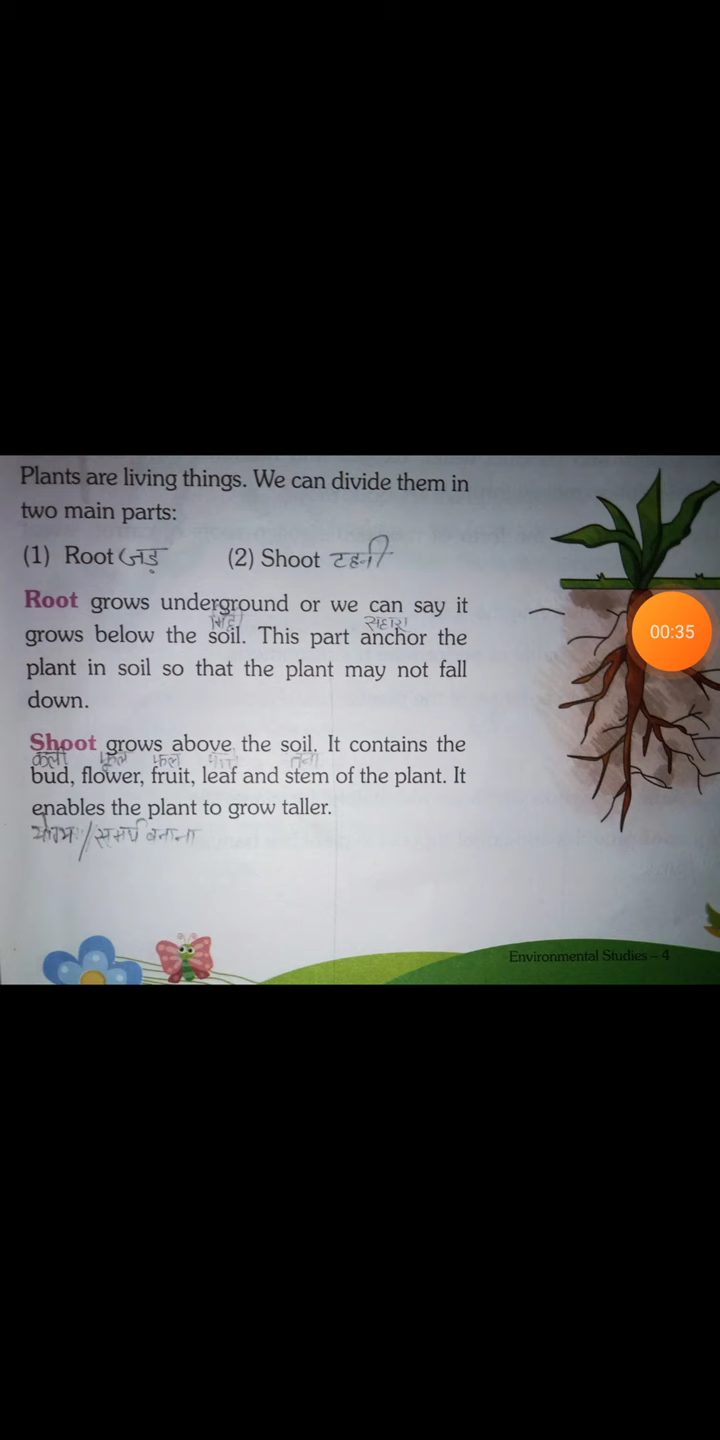 Plants are living things. We can divide them in
two main parts:
(1) Root जड़ (2) Shoot टहनी
Root grows underground or we can say it
मिट्टी सहारा
grows below the soil. This part anchor the
plant in soil so that the plant may not fall
down.
Shoot grows above the soil. It contains the
कली फूल फल तना
bud, flower, fruit, leaf and stem of the plant. It
enables the plant to grow taller.
/ समर्थ बनाना
Environmental Studies – 4
00:35